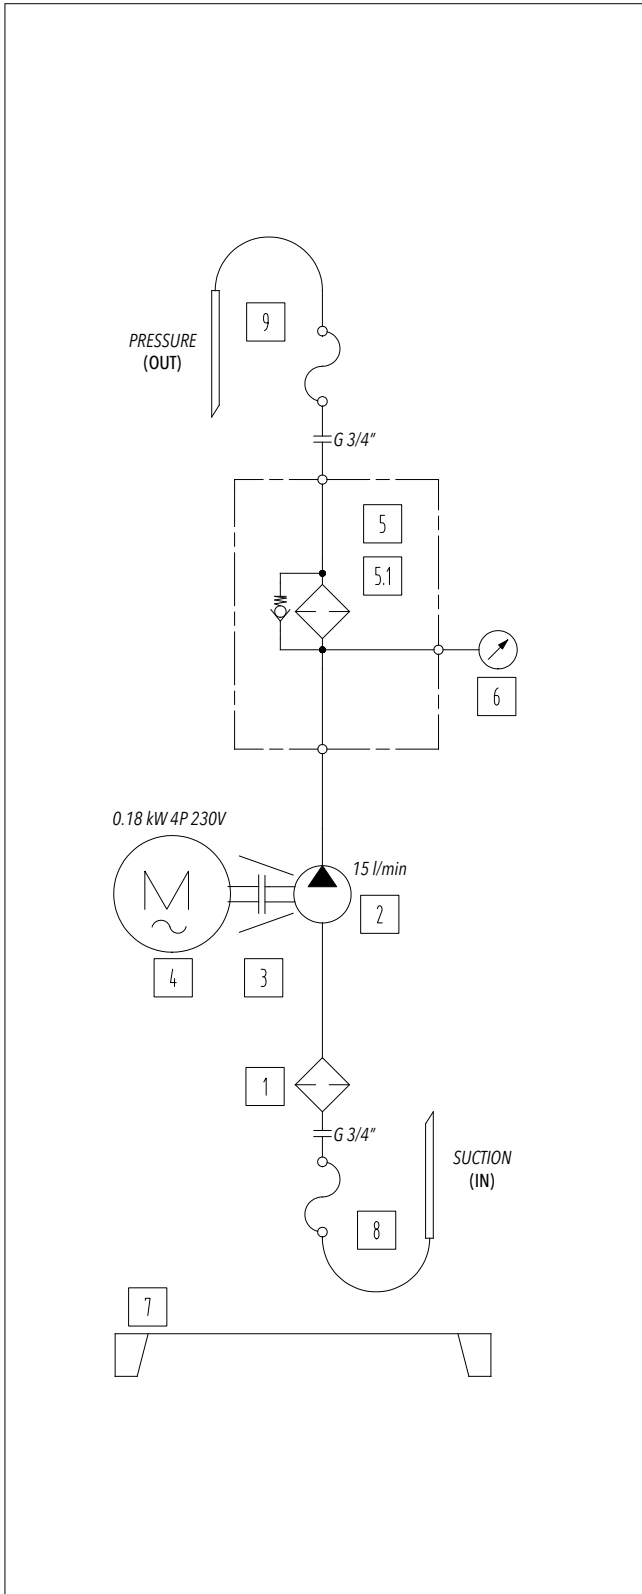 9
PRESSURE
(OUT)
G 3/4"
5
5.1
6
0.18 kW 4P 230V
M
15 l/min
2
4
3
1
G 3/4"
SUCTION
(IN)
8
7